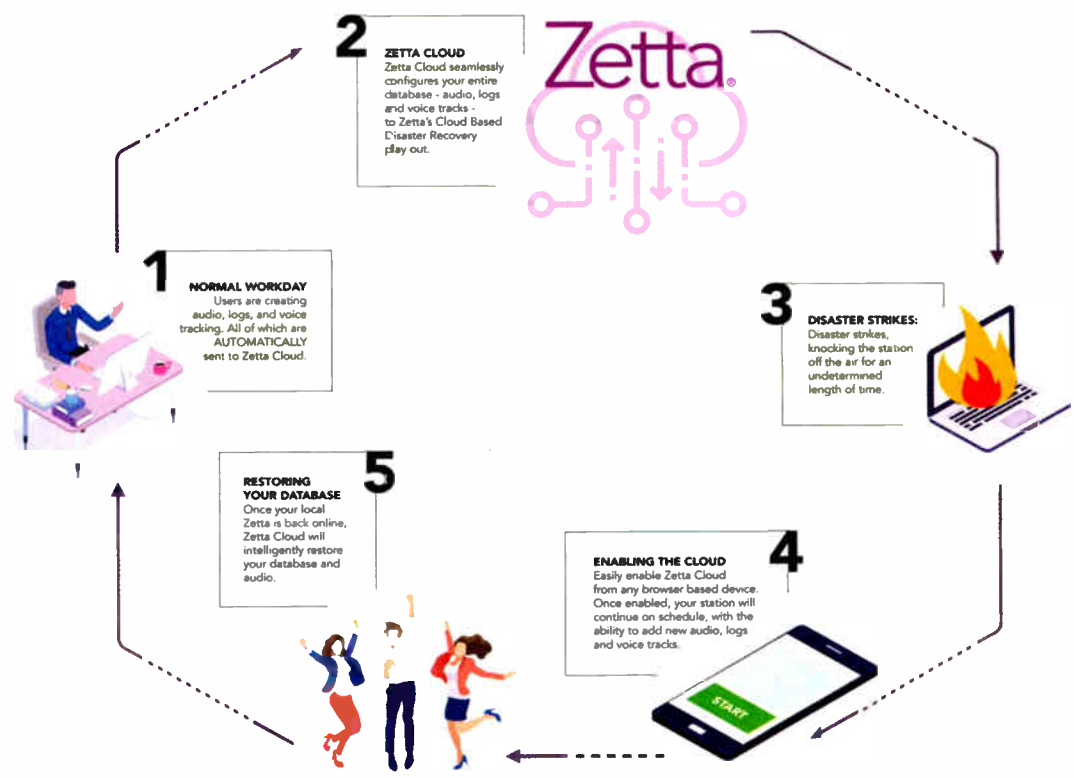 2
ZETTA CLOUD
Zetta Cloud seamlessly
configures your entire
database - audio, logs
and voice tracks -
to Zetta's Cloud Based
Disaster Recovery
play out.
Zetta®
1
NORMAL WORKDAY
Users are creating
audio, logs, and voice
tracking. All of which are
AUTOMATICALLY
sent to Zetta Cloud.
3
DISASTER STRIKES:
Disaster strikes,
knocking the station
off the air for an
undetermined
length of time.
5
RESTORING
YOUR DATABASE
Once your local
Zetta is back online,
Zetta Cloud will
intelligently restore
your database and
audio.
4
ENABLING THE CLOUD
Easily enable Zetta Cloud
from any browser based device.
Once enabled, your station will
continue on schedule, with the
ability to add new audio, logs
and voice tracks.
START